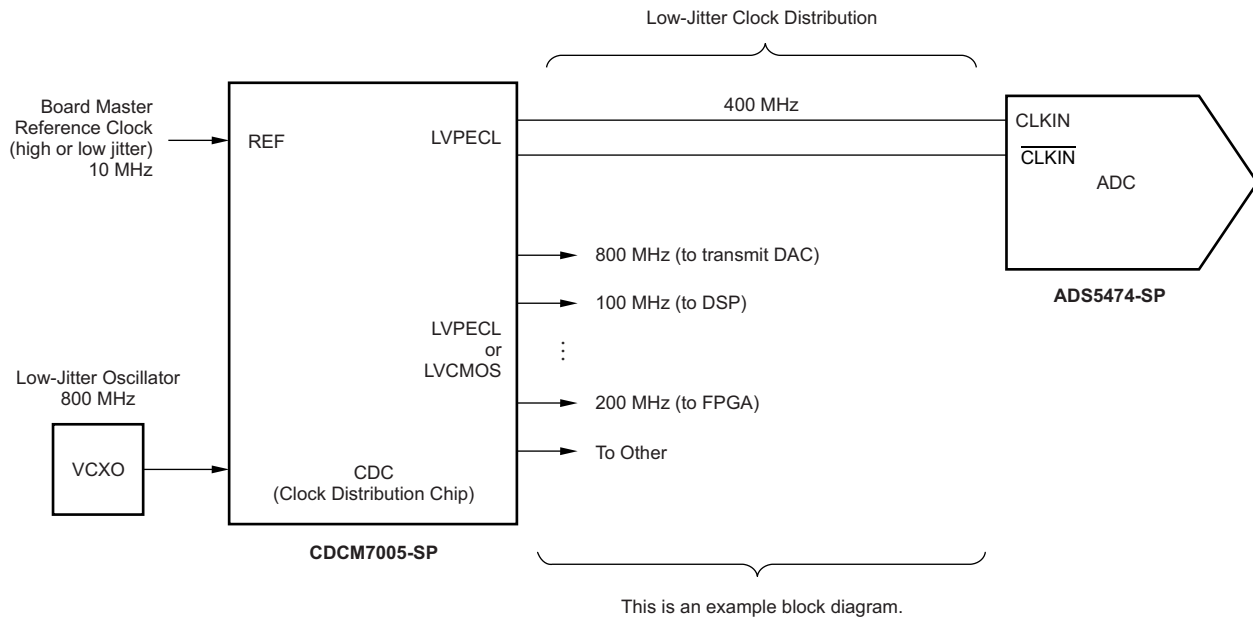 Low-Jitter Clock Distribution
Board Master
Reference Clock
(high or low jitter)
10 MHz
REF
LVPECL
400 MHz
CLKIN
CLKIN
ADC
ADS5474-SP
800 MHz (to transmit DAC)
100 MHz (to DSP)
LVPECL
or
LVCMOS
⋮
200 MHz (to FPGA)
To Other
Low-Jitter Oscillator
800 MHz
VCXO
CDC
(Clock Distribution Chip)
CDCM7005-SP
This is an example block diagram.